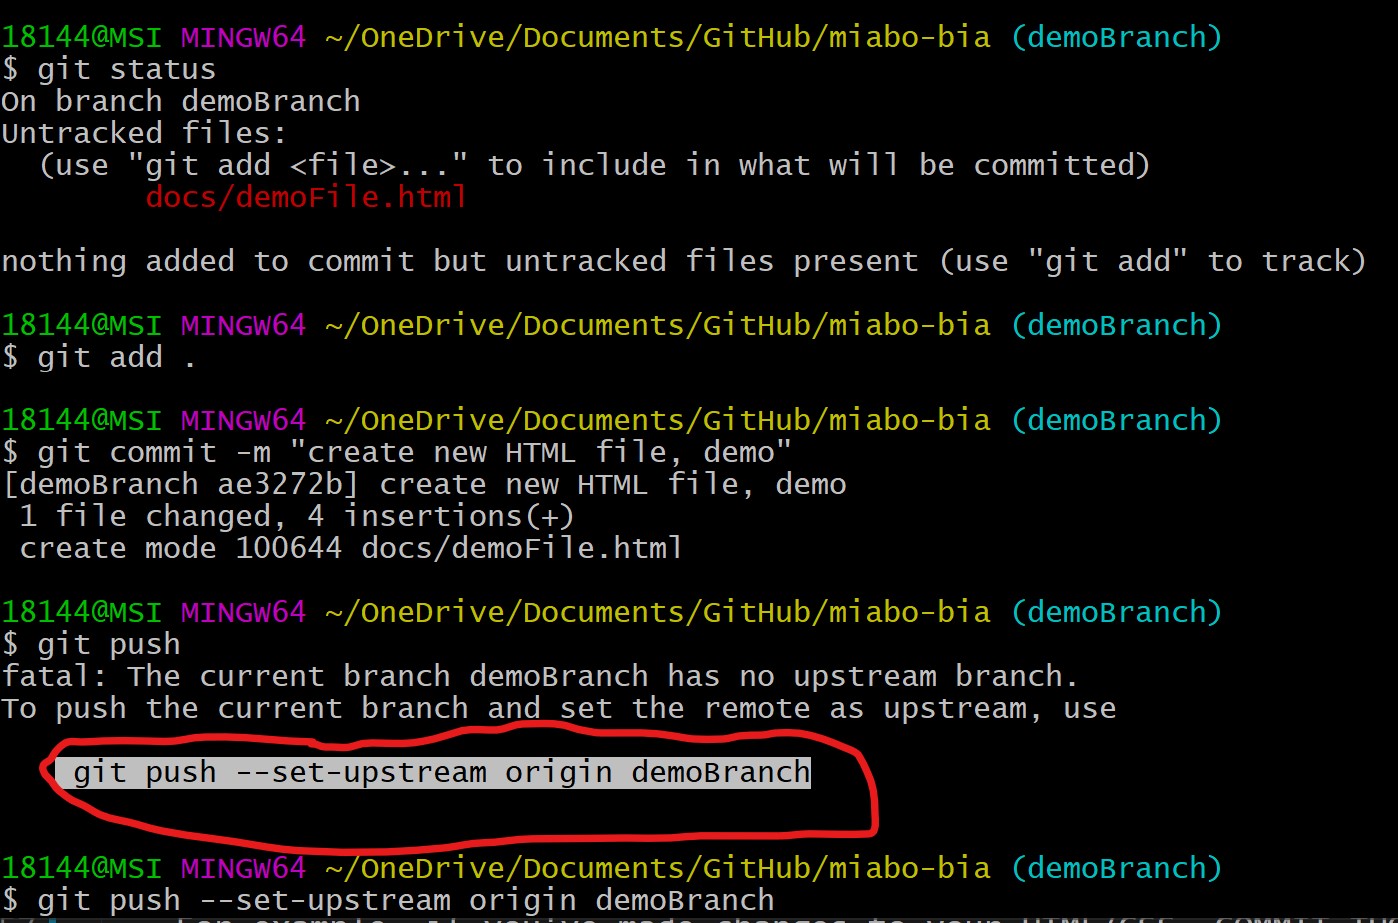 18144@MSI MINGW64 ~/OneDrive/Documents/GitHub/miabo-bia (demoBranch)
$ git status
On branch demoBranch
Untracked files:
  (use "git add <file>..." to include in what will be committed)
        docs/demoFile.html
nothing added to commit but untracked files present (use "git add" to track)
18144@MSI MINGW64 ~/OneDrive/Documents/GitHub/miabo-bia (demoBranch)
$ git add .
18144@MSI MINGW64 ~/OneDrive/Documents/GitHub/miabo-bia (demoBranch)
$ git commit -m "create new HTML file, demo"
[demoBranch ae3272b] create new HTML file, demo
 1 file changed, 4 insertions(+)
 create mode 100644 docs/demoFile.html
18144@MSI MINGW64 ~/OneDrive/Documents/GitHub/miabo-bia (demoBranch)
$ git push
fatal: The current branch demoBranch has no upstream branch.
To push the current branch and set the remote as upstream, use
    git push --set-upstream origin demoBranch
18144@MSI MINGW64 ~/OneDrive/Documents/GitHub/miabo-bia (demoBranch)
$ git push --set-upstream origin demoBranch